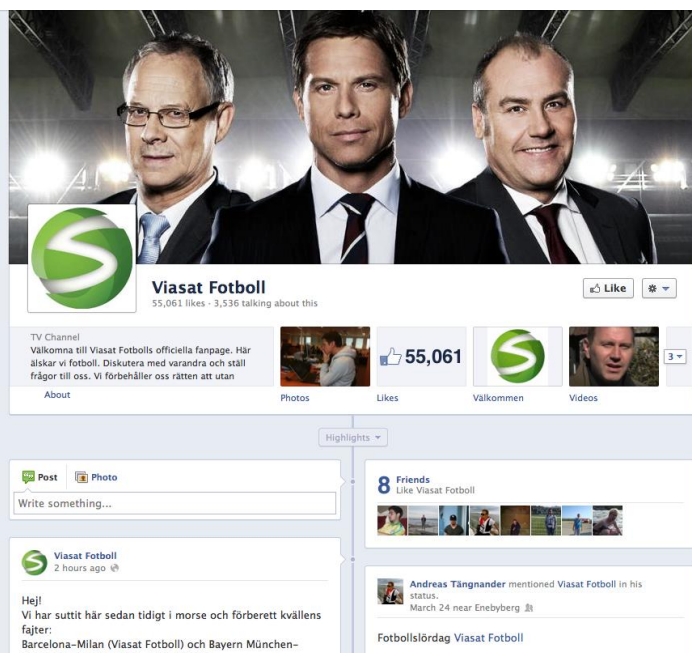 Viasat Fotboll
55,061 likes · 3,536 talking about this
Like
TV Channel
Välkomna till Viasat Fotbolls officiella fanpage. Här
älskar vi fotboll. Diskutera med varandra och ställ
frågor till oss. Vi förbehåller oss rätten att utan
About
Photos
55,061
Likes
Välkommen
Videos
3
Highlights
Post
Photo
Write something...
Viasat Fotboll
2 hours ago
Hej!
Vi har suttit här sedan tidigt i morse och förberett kvällens
fajter:
Barcelona-Milan (Viasat Fotboll) och Bayern München-
8 Friends
Like Viasat Fotboll
Andreas Tängnander mentioned Viasat Fotboll in his
status.
March 24 near Enebyberg
Fotbollslördag Viasat Fotboll